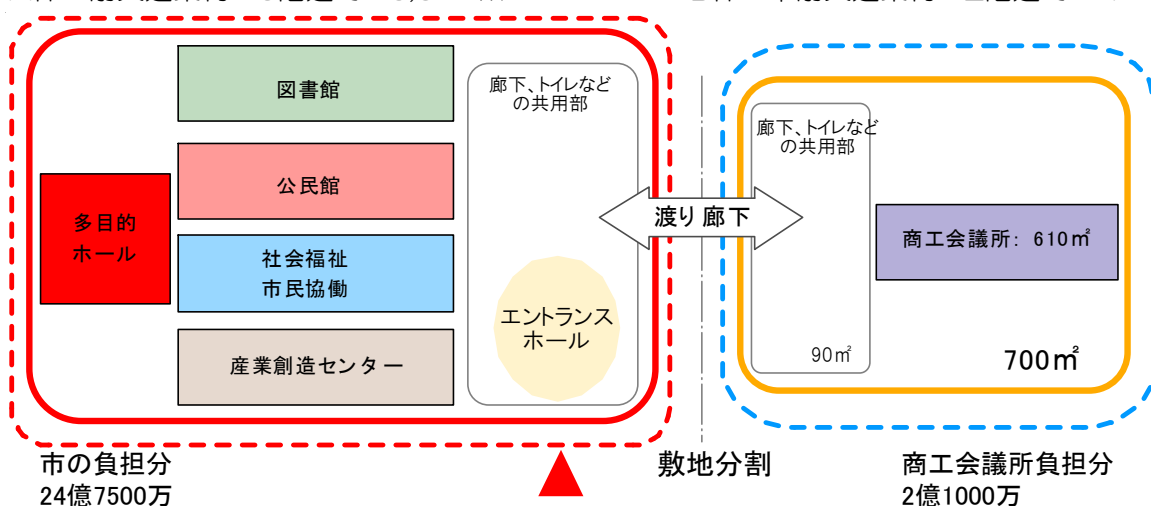 図書館
公民館
多目的
ホール
社会福祉
市民協働
産業創造センター
廊下、トイレなど
の共用部
エントランス
ホール
渡り廊下
廊下、トイレなど
の共用部
90㎡
商工会議所: 610㎡
700㎡
市の負担分
24億7500万
敷地分割
商工会議所負担分
2億1000万